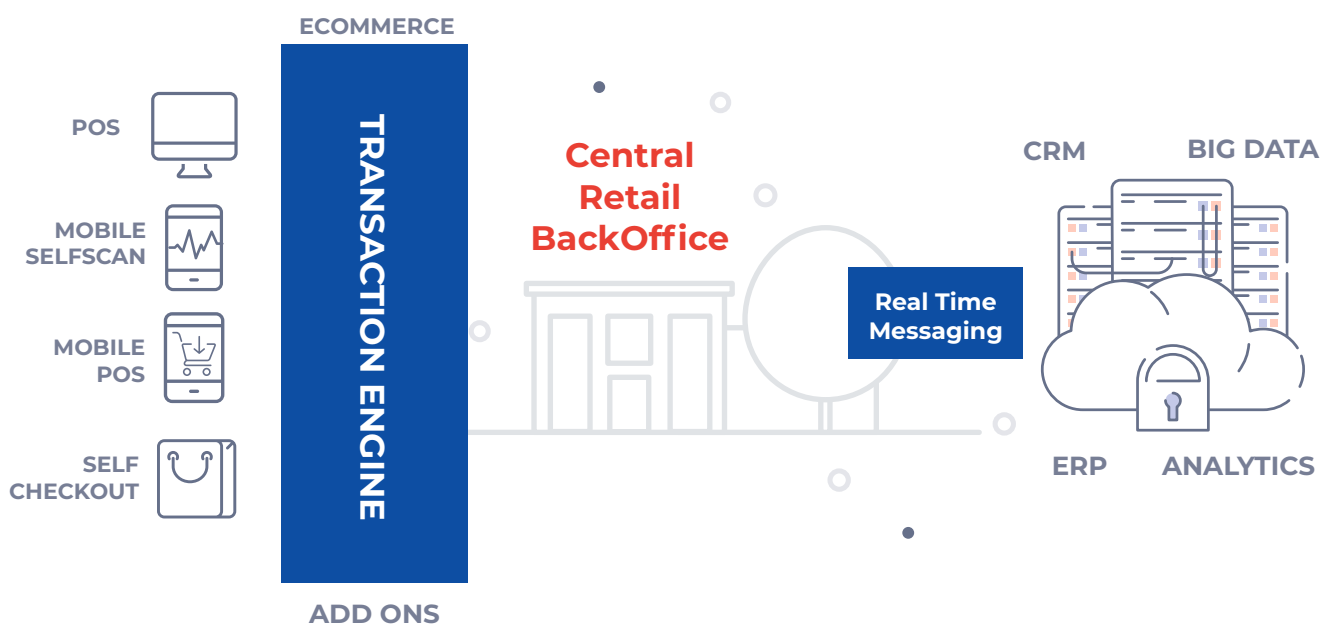 ECOMMERCE
POS
MOBILE
SELFSCAN
MOBILE
POS
SELF
CHECKOUT
TRANSACTION ENGINE
ADD ONS
Central
Retail
BackOffice
Real Time
Messaging
CRM
BIG DATA
ERP
ANALYTICS